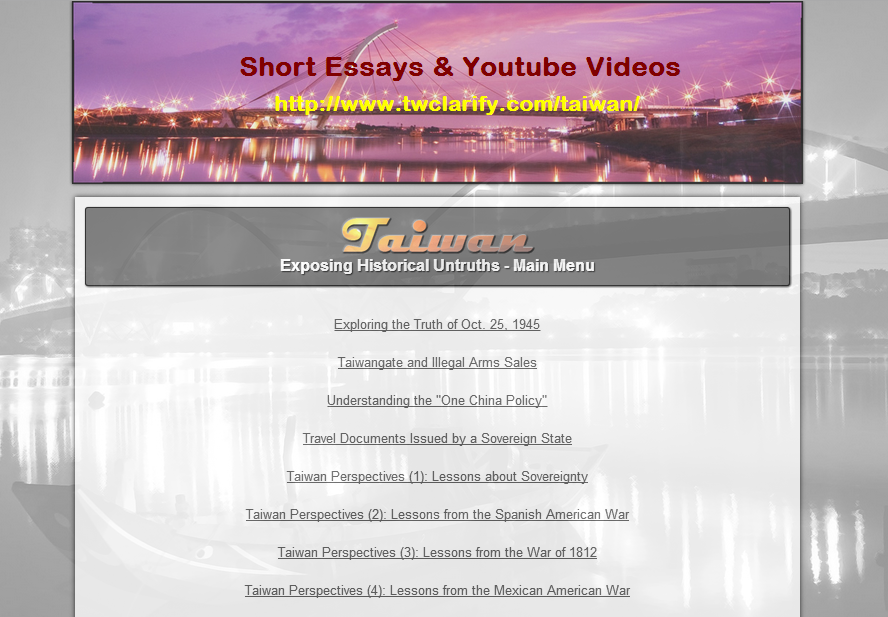 Short Essays & Youtube Videos
http://www.twclarify.com/taiwan/
Taiwan
Exposing Historical Untruths - Main Menu
Exploring the Truth of Oct. 25, 1945
Taiwangate and Illegal Arms Sales
Understanding the "One China Policy"
Travel Documents Issued by a Sovereign State
Taiwan Perspectives (1): Lessons about Sovereignty
Taiwan Perspectives (2): Lessons from the Spanish American War
Taiwan Perspectives (3): Lessons from the War of 1812
Taiwan Perspectives (4): Lessons from the Mexican American War